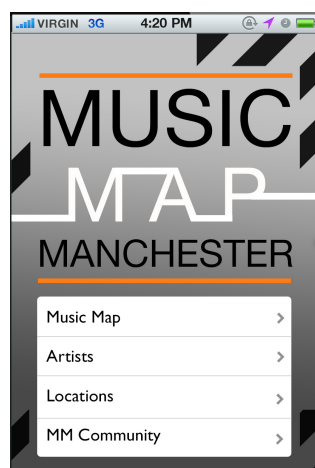 VIRGIN 3G 4:20 PM
MUSIC
MAP
MANCHESTER
Music Map
Artists
Locations
MM Community